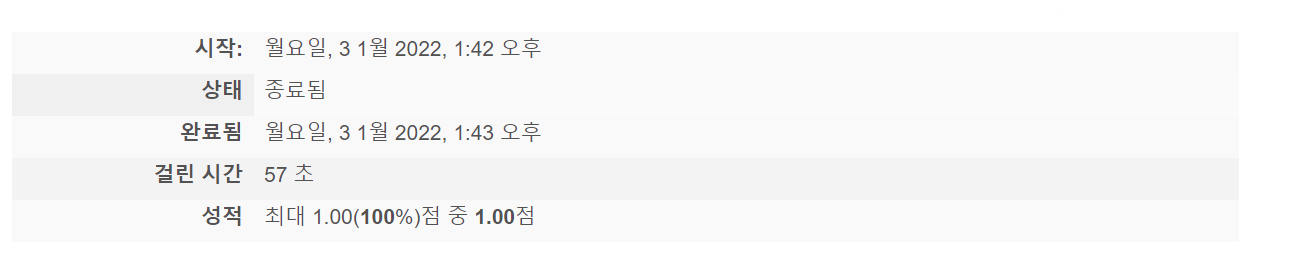 시작: 월요일, 3 1월 2022, 1:42 오후
상태 종료됨
완료됨 월요일, 3 1월 2022, 1:43 오후
걸린 시간 57 초
성적 최대 1.00(100%)점 중 1.00점